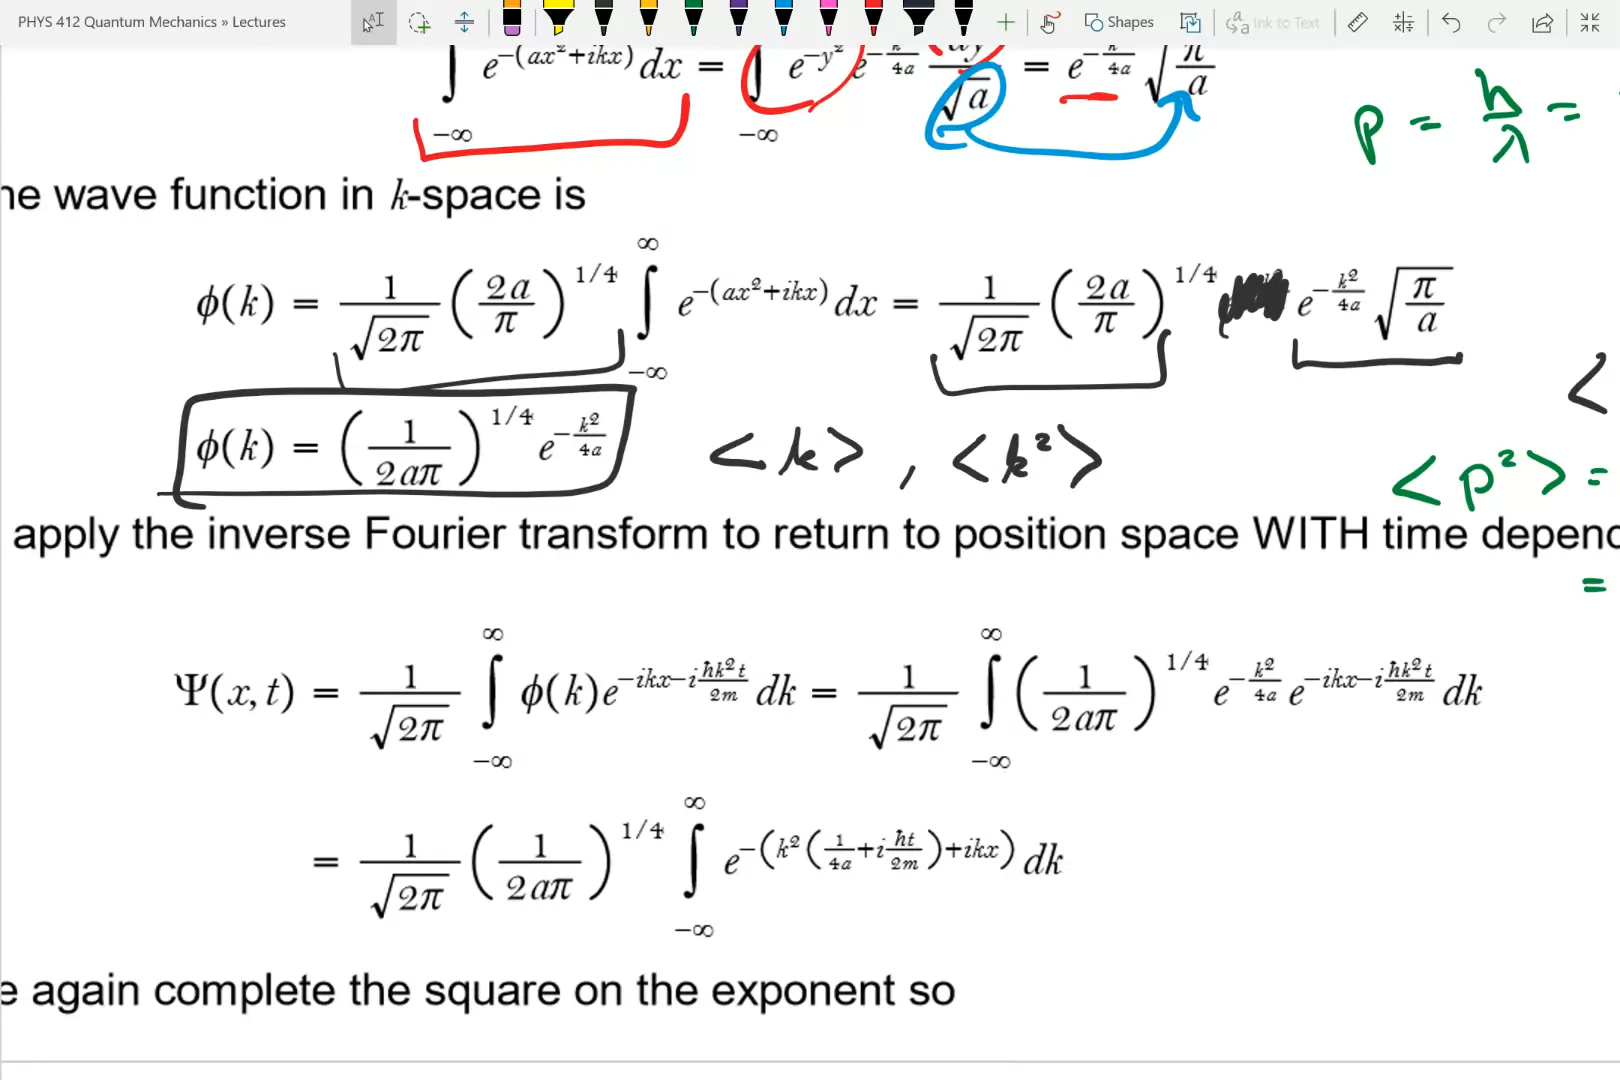 PHYS 412 Quantum Mechanics » Lectures Shapes Ink to Text
∫_{-∞} e^{-(ax²+ikx)} dx = ∫_{-∞} e^{-y²} e^{-k²/4a} dy/√a = e^{-k²/4a} √(π/a)
p = h/λ =
he wave function in k-space is
ϕ(k) = 1/√(2π) (2a/π)^{1/4} ∫_{-∞}^{∞} e^{-(ax²+ikx)} dx = 1/√(2π) (2a/π)^{1/4} e^{-k²/4a} √(π/a)
<
ϕ(k) = (1/(2aπ))^{1/4} e^{-k²/4a} <k> , <k²> <p²> =
apply the inverse Fourier transform to return to position space WITH time depend
=
Ψ(x, t) = 1/√(2π) ∫_{-∞}^{∞} ϕ(k)e^{-ikx-i ħk²t/2m} dk = 1/√(2π) ∫_{-∞}^{∞} (1/(2aπ))^{1/4} e^{-k²/4a} e^{-ikx-i ħk²t/2m} dk
= 1/√(2π) (1/(2aπ))^{1/4} ∫_{-∞}^{∞} e^{-(k²(1/4a + i ħt/2m)+ikx)} dk
e again complete the square on the exponent so